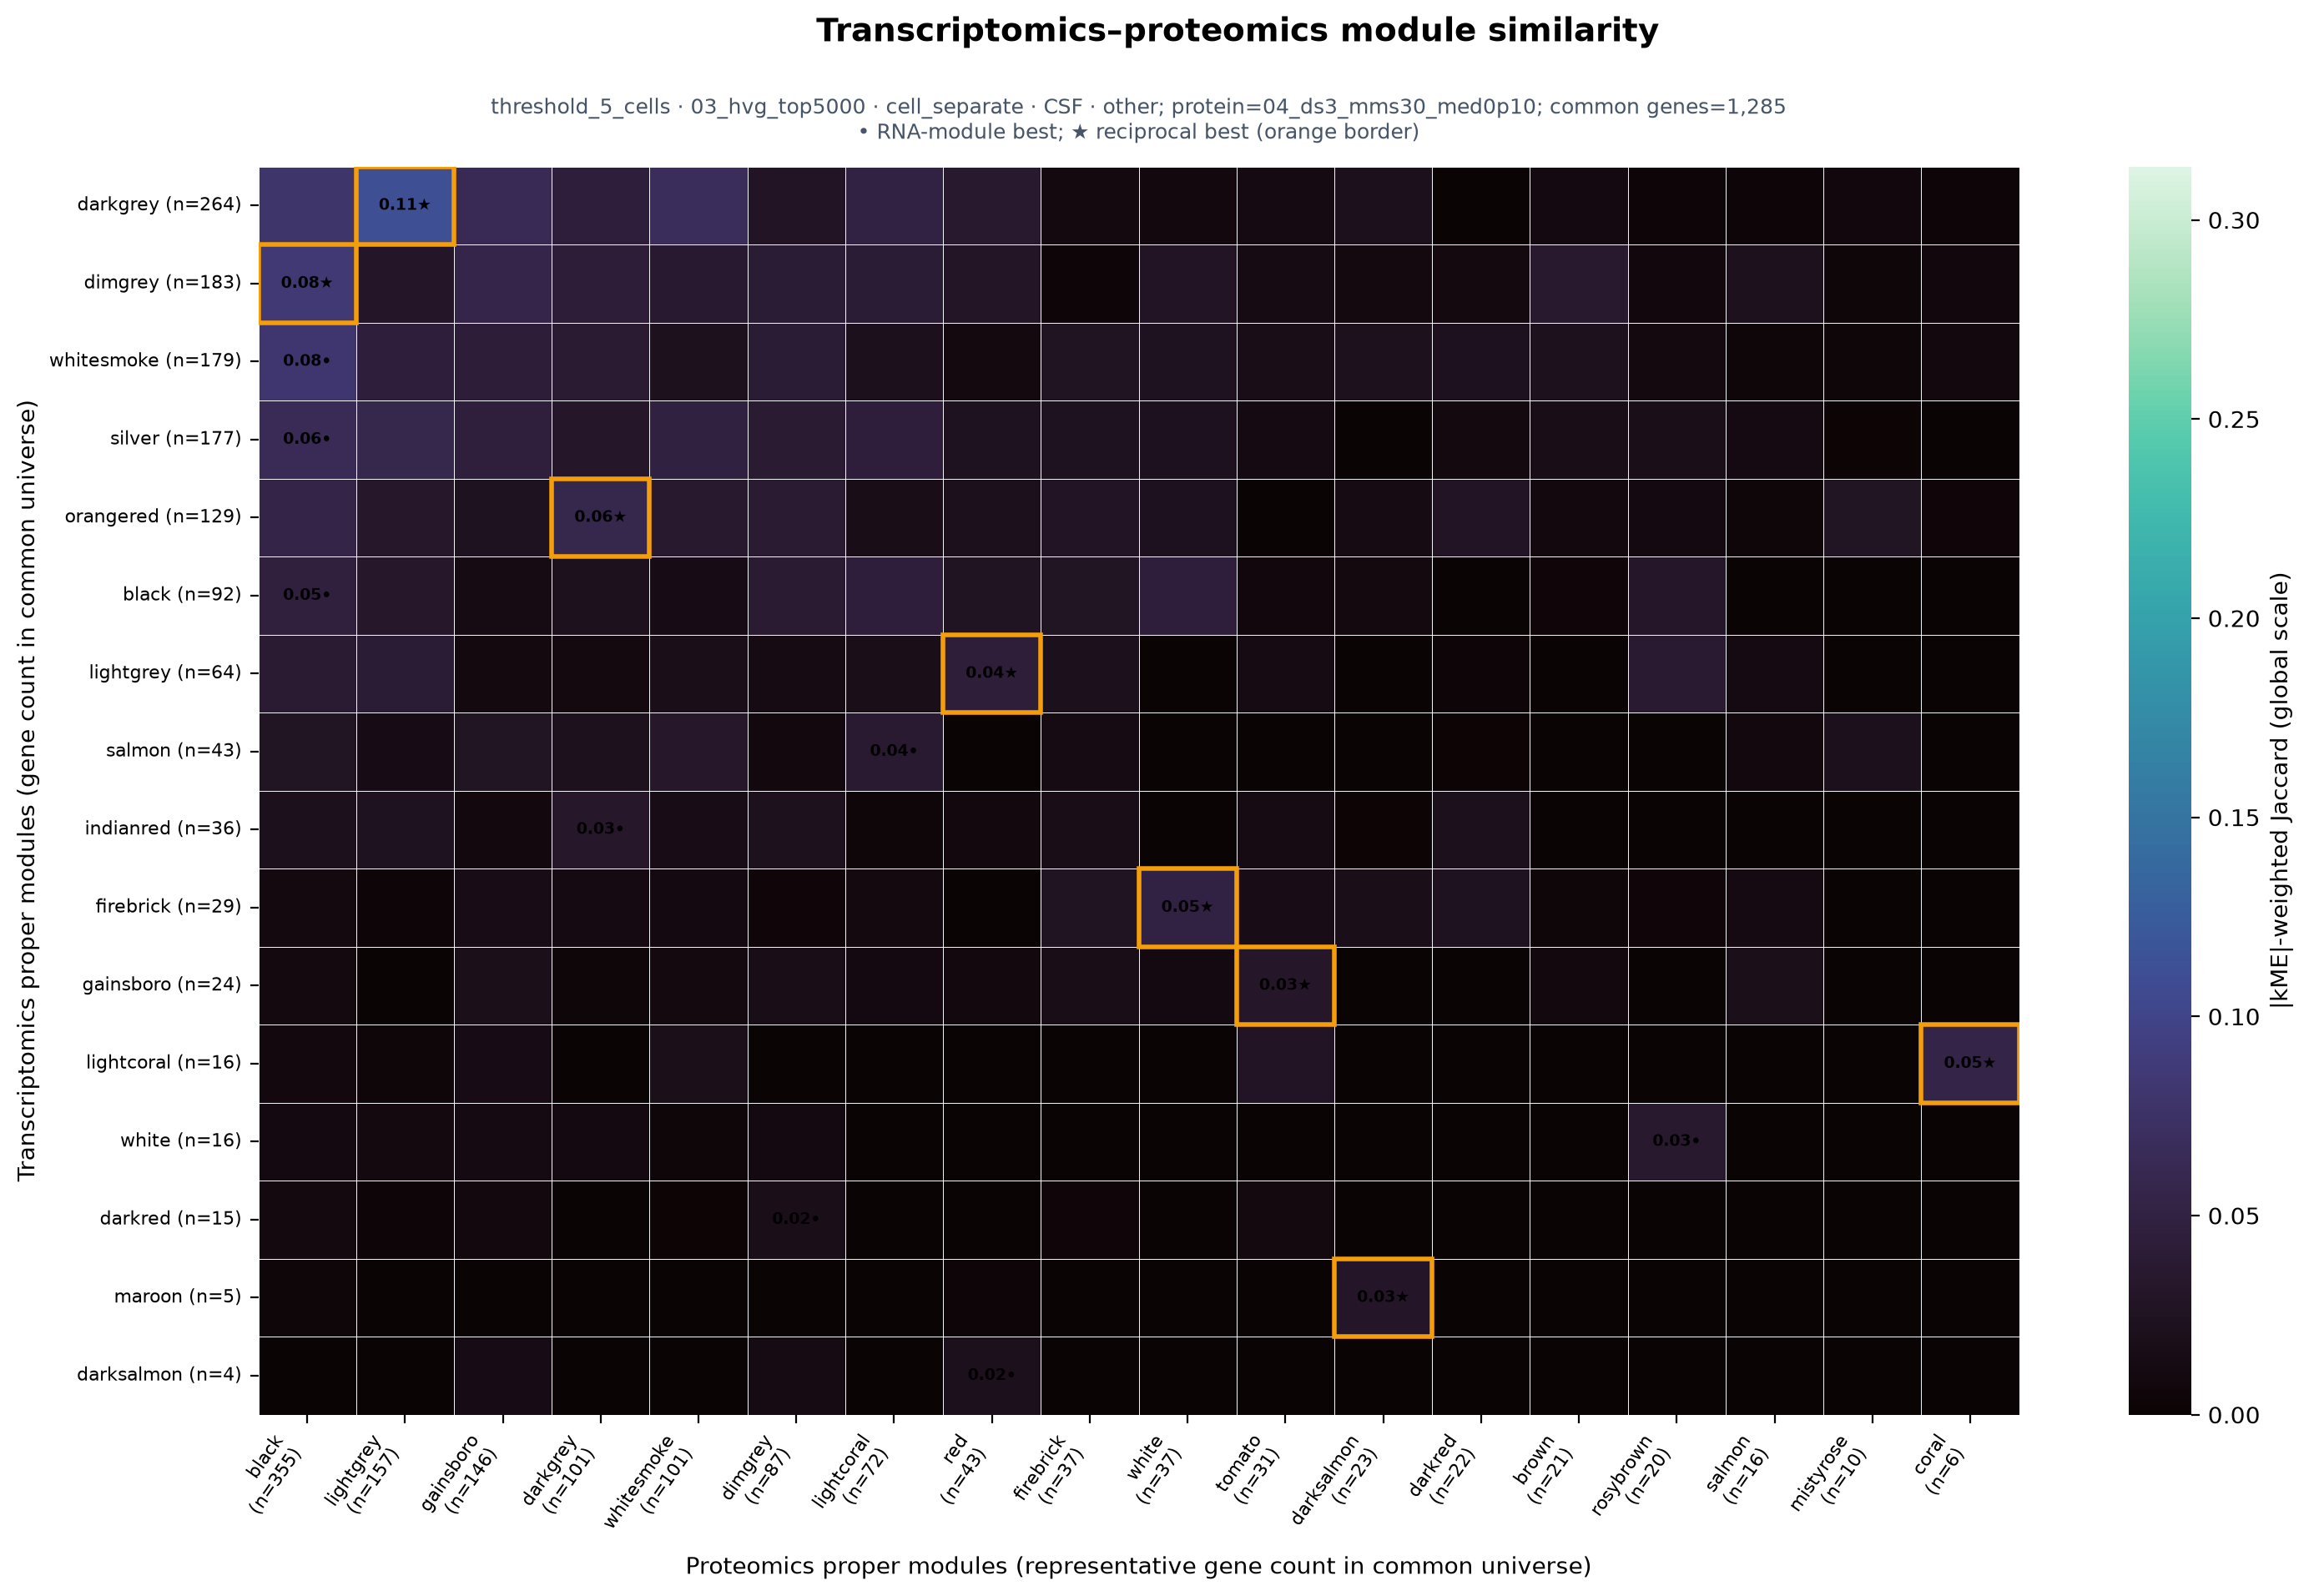 Transcriptomics–proteomics module similarity
threshold_5_cells · 03_hvg_top5000 · cell_separate · CSF · other; protein=04_ds3_mms30_med0p10; common genes=1,285
• RNA-module best; ★ reciprocal best (orange border)
Transcriptomics proper modules (gene count in common universe)
darkgrey (n=264)
0.11★
dimgrey (n=183)
0.08★
whitesmoke (n=179)
0.08•
silver (n=177)
0.06•
orangered (n=129)
0.06★
black (n=92)
0.05•
lightgrey (n=64)
0.04★
salmon (n=43)
0.04•
indianred (n=36)
0.03•
firebrick (n=29)
0.05★
gainsboro (n=24)
0.03★
lightcoral (n=16)
0.05★
white (n=16)
0.03•
darkred (n=15)
0.02•
maroon (n=5)
0.03★
darksalmon (n=4)
0.02•
black
(n=355)
lightgrey
(n=157)
gainsboro
(n=146)
darkgrey
(n=101)
whitesmoke
(n=101)
dimgrey
(n=87)
lightcoral
(n=72)
red
(n=43)
firebrick
(n=37)
white
(n=37)
tomato
(n=31)
darksalmon
(n=23)
darkred
(n=22)
brown
(n=21)
rosybrown
(n=20)
salmon
(n=16)
mistyrose
(n=10)
coral
(n=6)
Proteomics proper modules (representative gene count in common universe)
0.30
0.25
0.20
0.15
0.10
0.05
0.00
|kME|-weighted Jaccard (global scale)